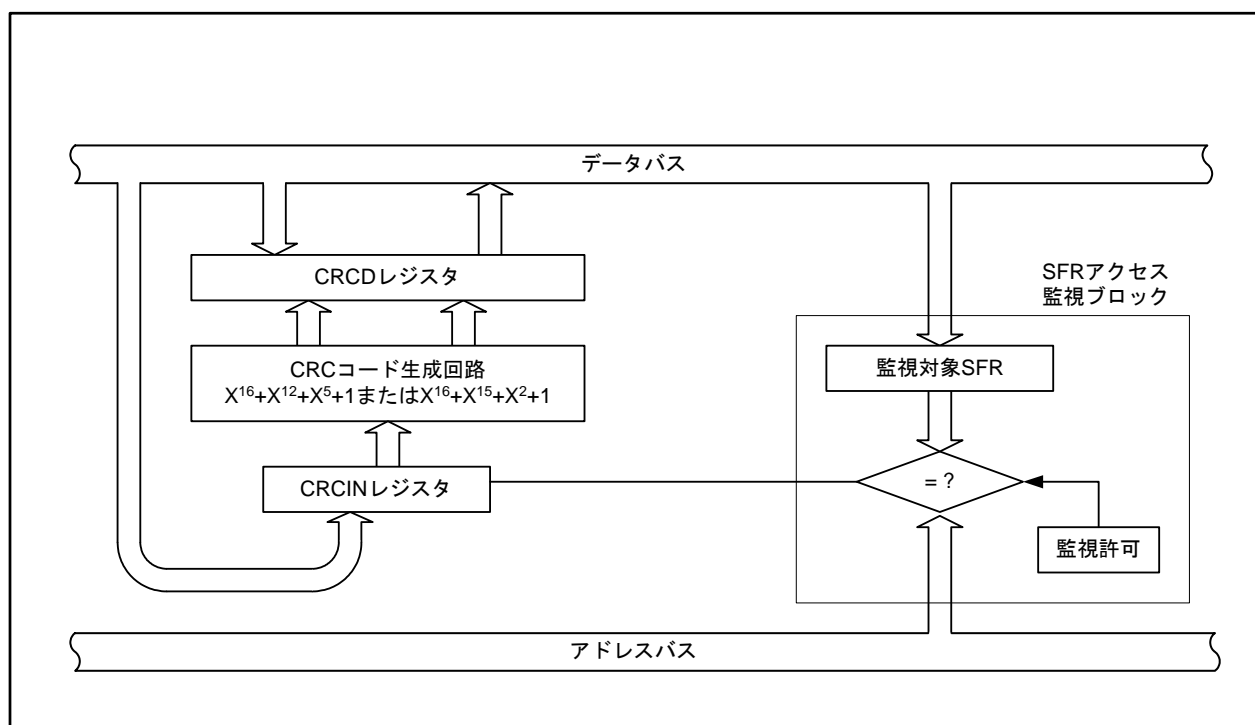 データバス
CRCDレジスタ
SFRアクセス
監視ブロック
CRCコード生成回路
X¹⁶+X¹²+X⁵+1またはX¹⁶+X¹⁵+X²+1
監視対象SFR
CRCINレジスタ
= ?
監視許可
アドレスバス